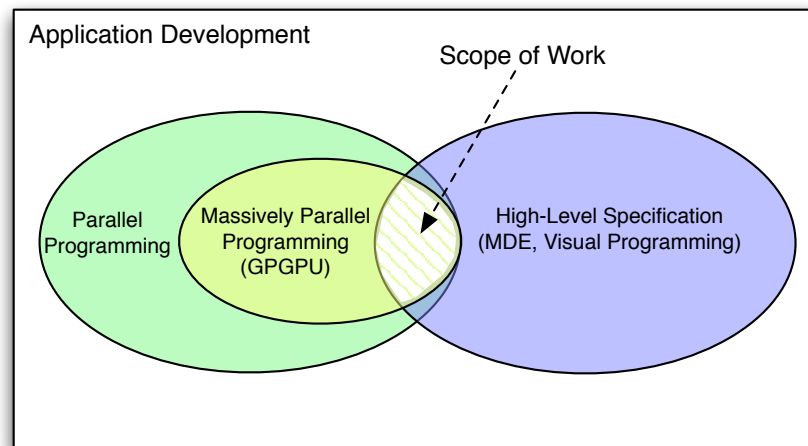 Application Development
Scope of Work
Parallel
Programming
Massively Parallel
Programming
(GPGPU)
High-Level Specification
(MDE, Visual Programming)